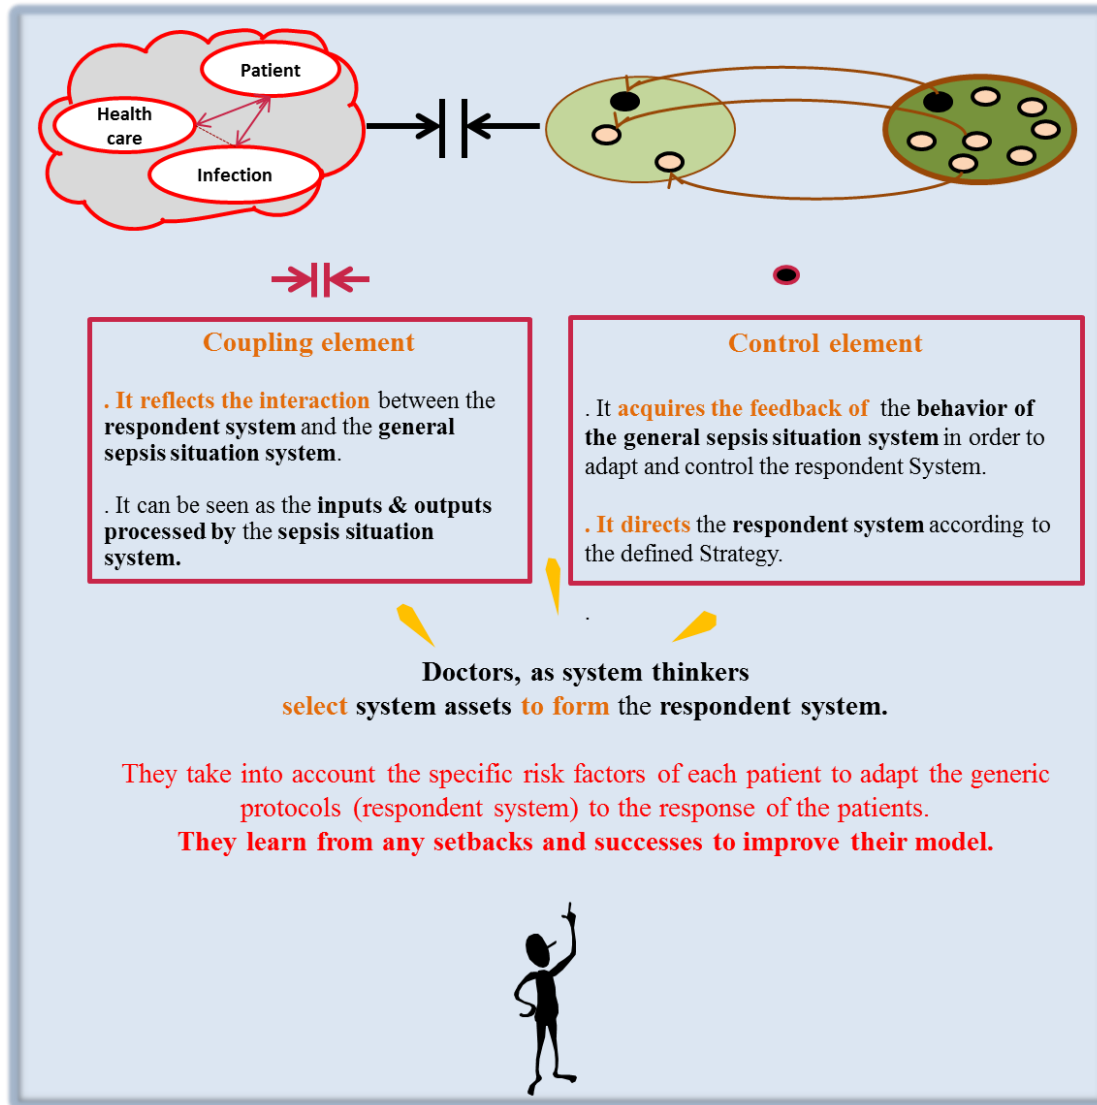 Patient
Health
care
Infection
Coupling element
. It reflects the interaction between the
respondent system and the general
sepsis situation system.
. It can be seen as the inputs & outputs
processed by the sepsis situation
system.
Control element
. It acquires the feedback of the behavior of
the general sepsis situation system in order to
adapt and control the respondent System.
. It directs the respondent system according to
the defined Strategy.
.
Doctors, as system thinkers
select system assets to form the respondent system.
They take into account the specific risk factors of each patient to adapt the generic
protocols (respondent system) to the response of the patients.
They learn from any setbacks and successes to improve their model.